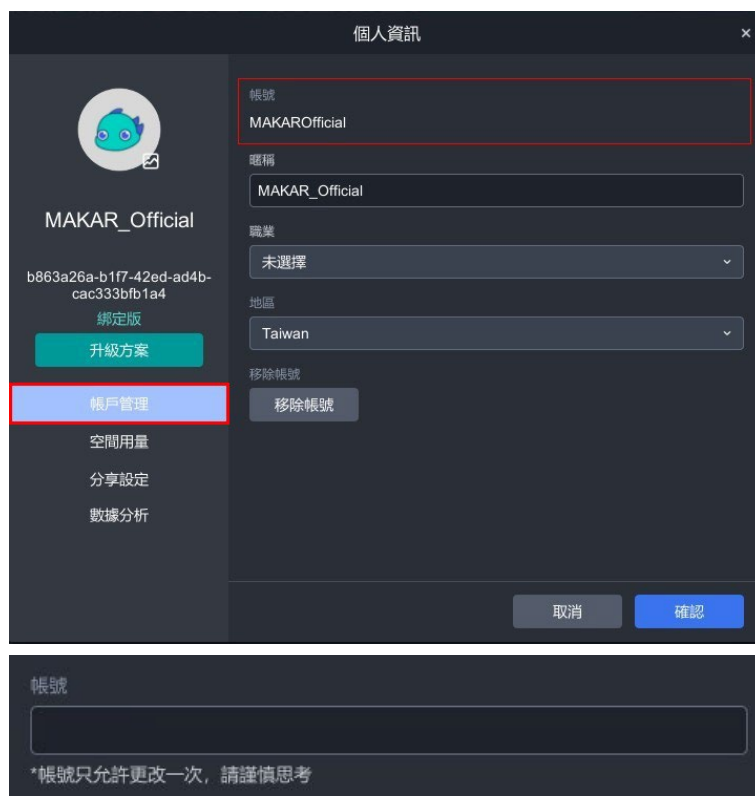 個人資訊
×
MAKAR_Official
b863a26a-b1f7-42ed-ad4b-
cac333bfb1a4
綁定版
升級方案
帳戶管理
空間用量
分享設定
數據分析
帳號
MAKAROfficial
暱稱
MAKAR_Official
職業
未選擇
地區
Taiwan
移除帳號
移除帳號
取消
確認
帳號
*帳號只允許更改一次, 請謹慎思考